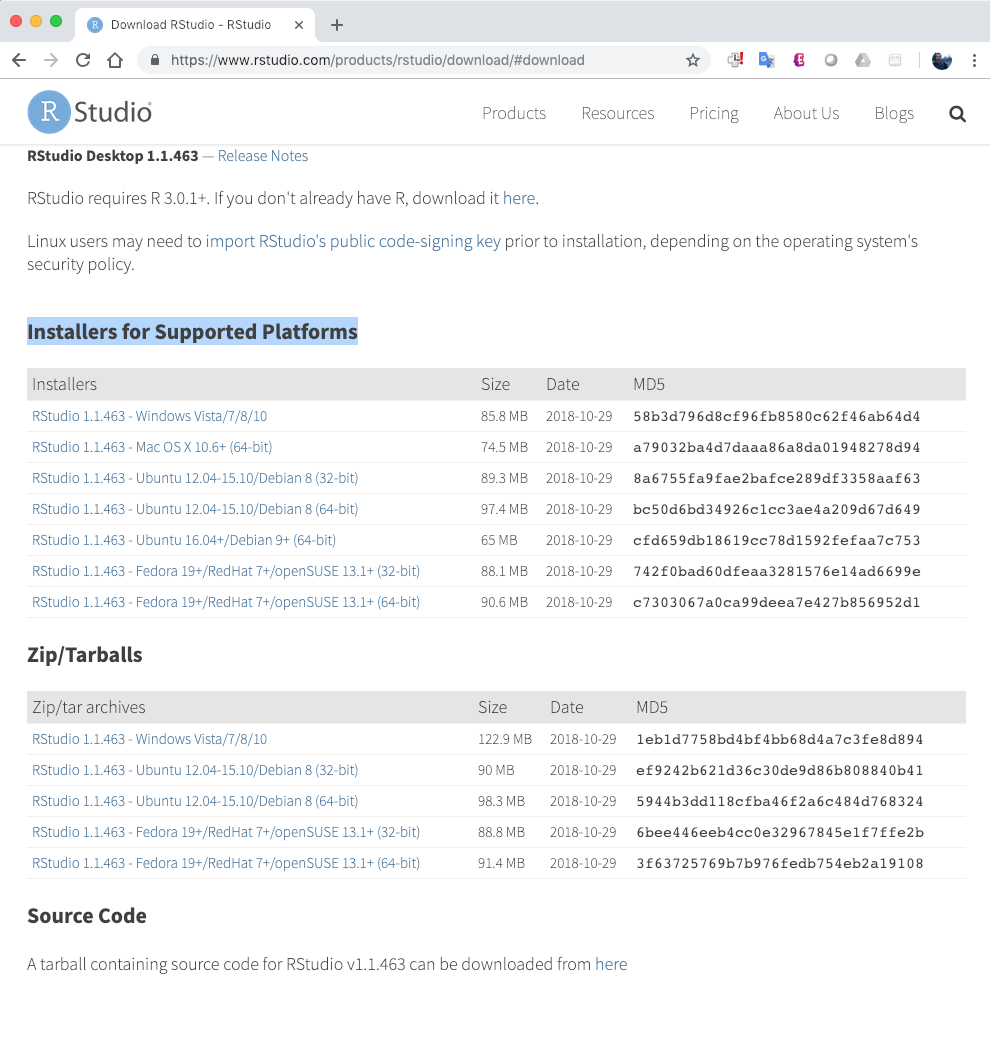 Download RStudio - RStudio
https://www.rstudio.com/products/rstudio/download/#download
R Studio
Products Resources Pricing About Us Blogs
RStudio Desktop 1.1.463 — Release Notes
RStudio requires R 3.0.1+. If you don't already have R, download it here.
Linux users may need to import RStudio's public code-signing key prior to installation, depending on the operating system's
security policy.
Installers for Supported Platforms
Installers Size Date MD5
RStudio 1.1.463 - Windows Vista/7/8/10 85.8 MB 2018-10-29 58b3d796d8cf96fb8580c62f46ab64d4
RStudio 1.1.463 - Mac OS X 10.6+ (64-bit) 74.5 MB 2018-10-29 a79032ba4d7daaa86a8da01948278d94
RStudio 1.1.463 - Ubuntu 12.04-15.10/Debian 8 (32-bit) 89.3 MB 2018-10-29 8a6755fa9fae2bafce289df3358aaf63
RStudio 1.1.463 - Ubuntu 12.04-15.10/Debian 8 (64-bit) 97.4 MB 2018-10-29 bc50d6bd34926c1cc3ae4a209d67d649
RStudio 1.1.463 - Ubuntu 16.04+/Debian 9+ (64-bit) 65 MB 2018-10-29 cfd659db18619cc78d1592fefaa7c753
RStudio 1.1.463 - Fedora 19+/RedHat 7+/openSUSE 13.1+ (32-bit) 88.1 MB 2018-10-29 742f0bad60dfeaa3281576e14ad6699e
RStudio 1.1.463 - Fedora 19+/RedHat 7+/openSUSE 13.1+ (64-bit) 90.6 MB 2018-10-29 c7303067a0ca99deea7e427b856952d1
Zip/Tarballs
Zip/tar archives Size Date MD5
RStudio 1.1.463 - Windows Vista/7/8/10 122.9 MB 2018-10-29 1eb1d7758bd4bf4bb68d4a7c3fe8d894
RStudio 1.1.463 - Ubuntu 12.04-15.10/Debian 8 (32-bit) 90 MB 2018-10-29 ef9242b621d36c30de9d86b808840b41
RStudio 1.1.463 - Ubuntu 12.04-15.10/Debian 8 (64-bit) 98.3 MB 2018-10-29 5944b3dd118cfba46f2a6c484d768324
RStudio 1.1.463 - Fedora 19+/RedHat 7+/openSUSE 13.1+ (32-bit) 88.8 MB 2018-10-29 6bee446eeb4cc0e32967845e1f7ffe2b
RStudio 1.1.463 - Fedora 19+/RedHat 7+/openSUSE 13.1+ (64-bit) 91.4 MB 2018-10-29 3f63725769b7b976fedb754eb2a19108
Source Code
A tarball containing source code for RStudio v1.1.463 can be downloaded from here